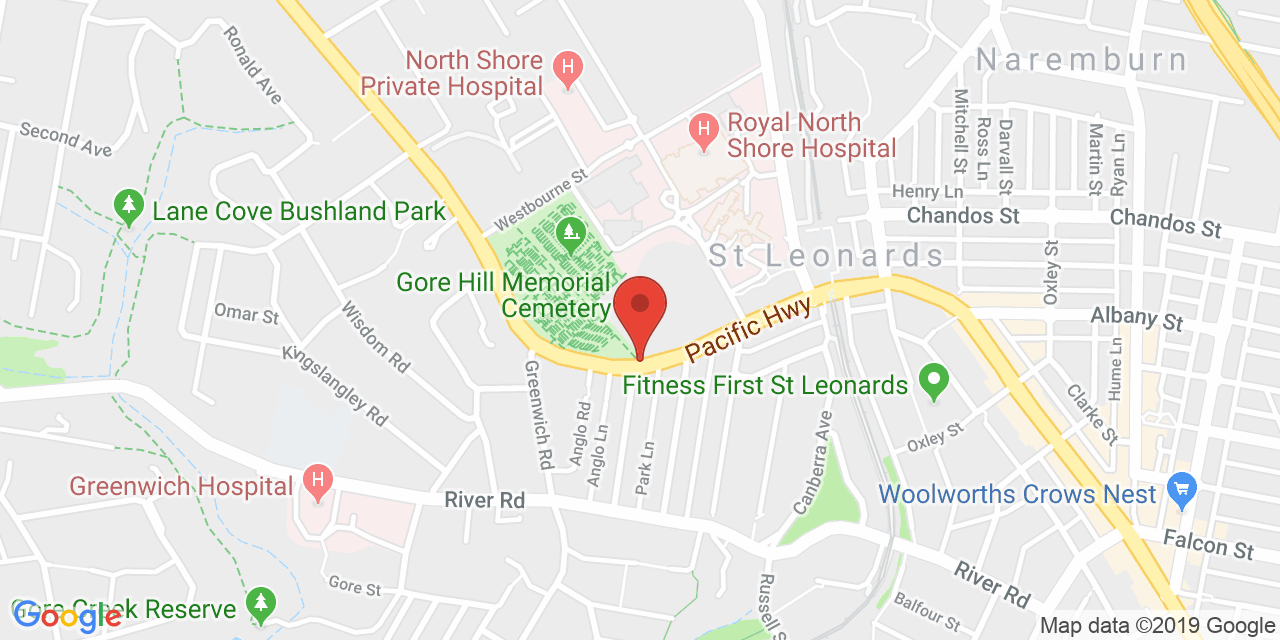 Ronald Ave
North Shore
Private Hospital
H
Naremburn
Second Ave
H
Royal North
Shore Hospital
Mitchell St
Ross Ln
Darvall St
Martin St
Ryan Ln
Westbourne St
Henry Ln
Lane Cove Bushland Park
Chandos St
Chandos St
St Leonards
Oxley St
Gore Hill Memorial
Cemetery
Omar St
Wisdom Rd
Pacific Hwy
Albany St
Kingslangley Rd
Hume Ln
Fitness First St Leonards
Greenwich Rd
Anglo Rd
Anglo Ln
Park Ln
Canberra Ave
Clarke St
Oxley St
Greenwich Hospital
H
River Rd
Woolworths Crows Nest
Falcon St
Gore St
River Rd
Russell S
Balfour St
Gore Creek Reserve
Google
Map data ©2019 Google